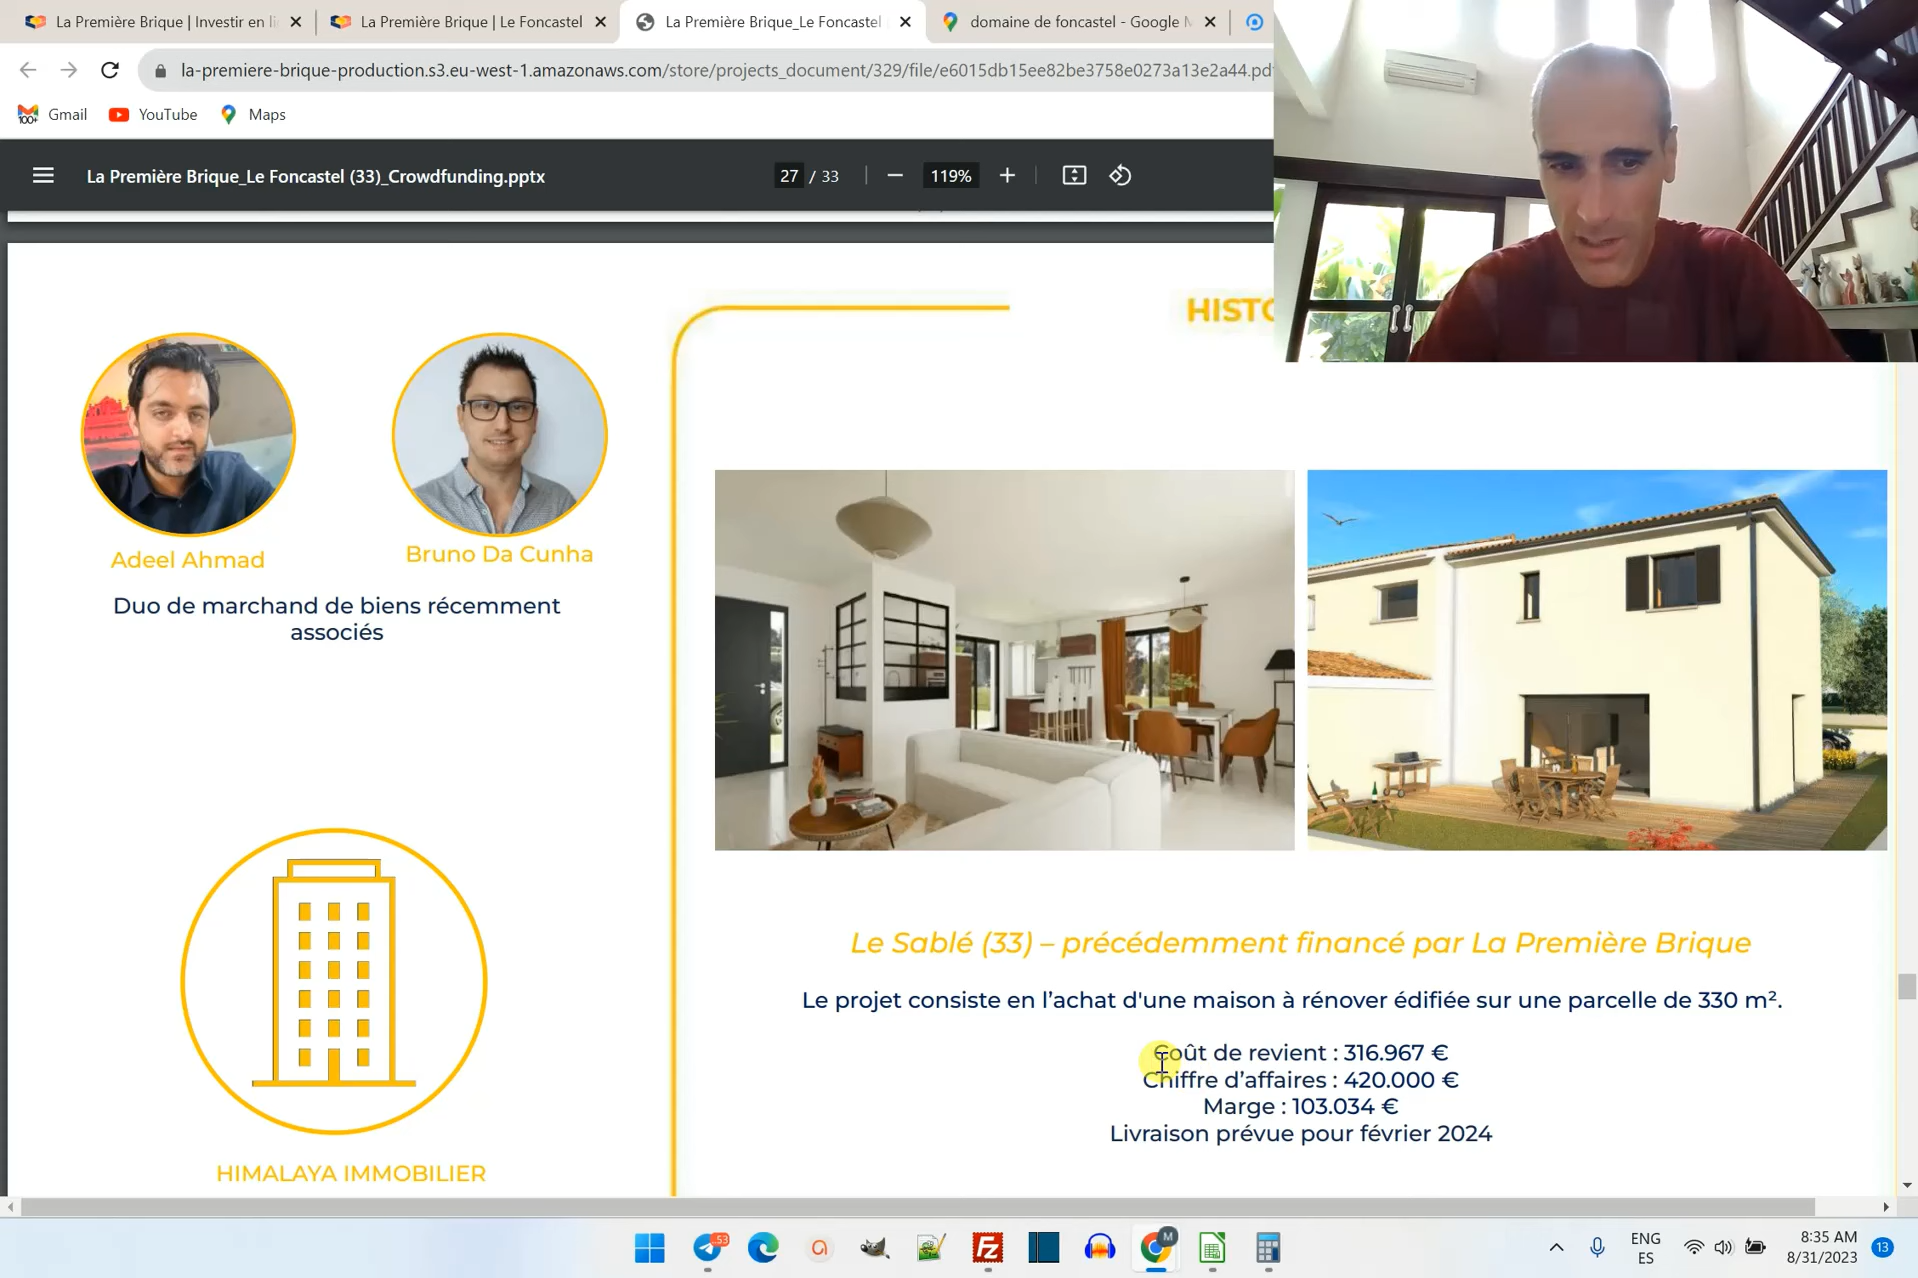 La Première Brique | Investir en li
La Première Brique | Le Foncastel
La Première Brique_Le Foncastel
domaine de foncastel - Google M
la-premiere-brique-production.s3.eu-west-1.amazonaws.com/store/projects_document/329/file/e6015db15ee82be3758e0273a13e2a44.pd
100+
Gmail
YouTube
Maps
La Première Brique_Le Foncastel (33)_Crowdfunding.pptx
27 / 33
119%
HISTO
Adeel Ahmad
Bruno Da Cunha
Duo de marchand de biens récemment
associés
HIMALAYA IMMOBILIER
Le Sablé (33) – précédemment financé par La Première Brique
Le projet consiste en l’achat d'une maison à rénover édifiée sur une parcelle de 330 m².
Coût de revient : 316.967 €
Chiffre d’affaires : 420.000 €
Marge : 103.034 €
Livraison prévue pour février 2024
53
Fz
M
ENG
ES
8:35 AM
8/31/2023
13